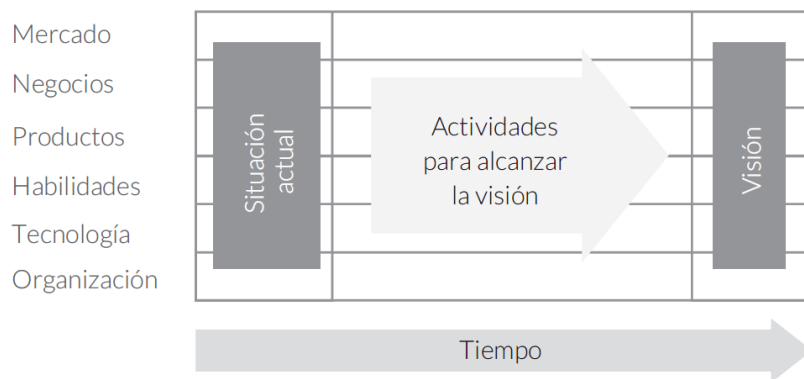 Mercado
Negocios
Productos
Habilidades
Tecnología
Organización
Situación
actual
Actividades
para alcanzar
la visión
Visión
Tiempo